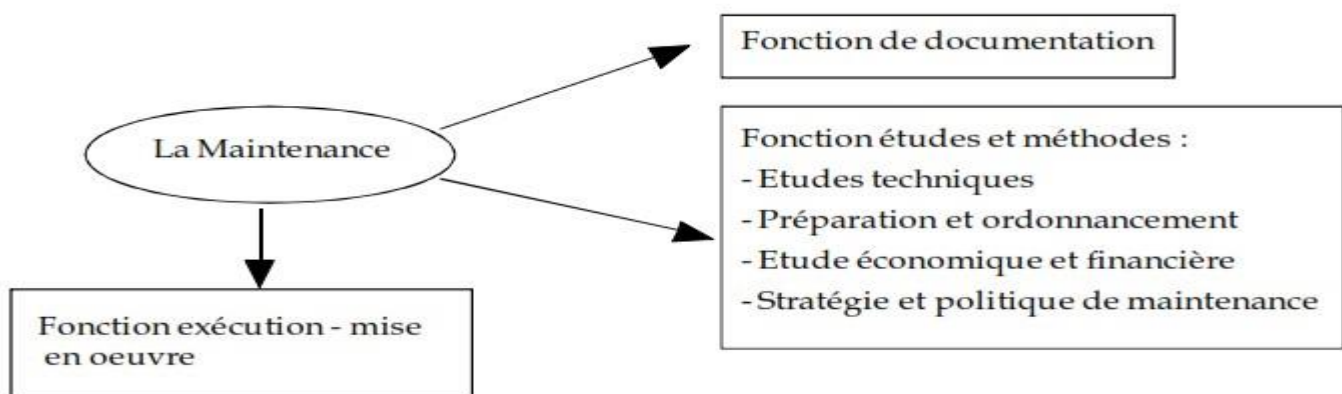 Fonction de documentation
La Maintenance
Fonction études et méthodes :
- Etudes techniques
- Préparation et ordonnancement
- Etude économique et financière
- Stratégie et politique de maintenance
Fonction exécution - mise
en oeuvre